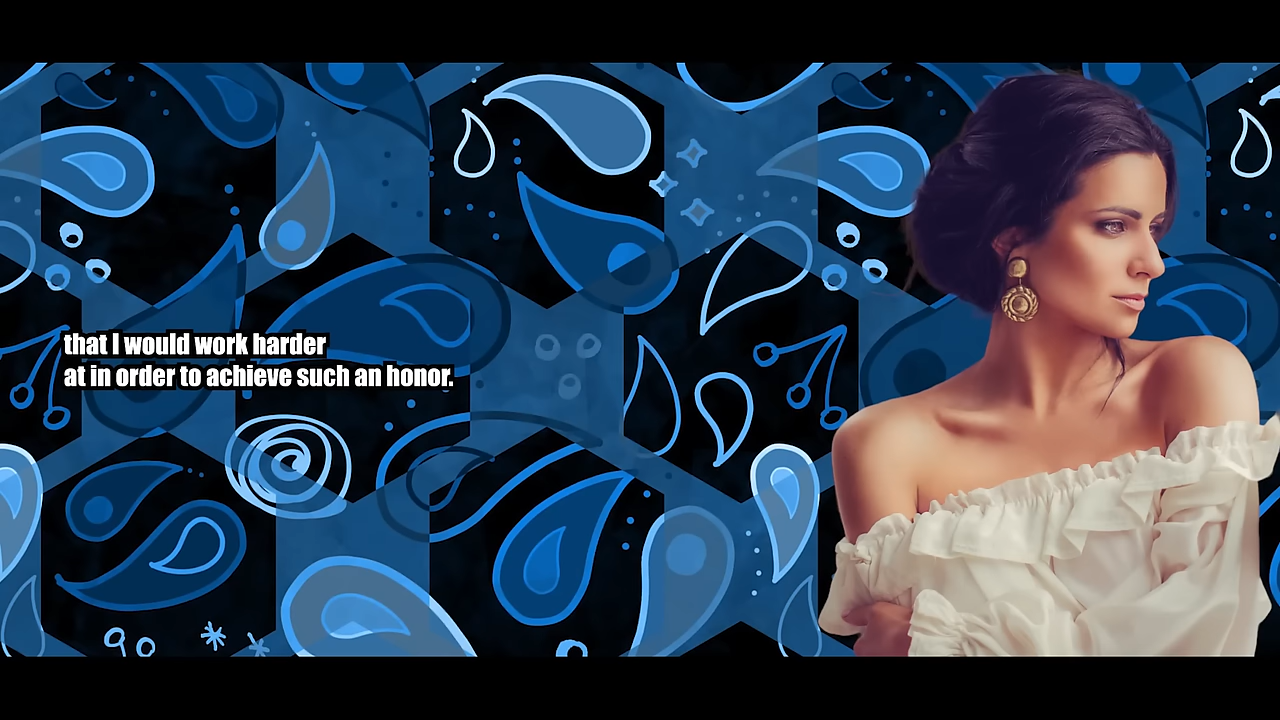 that I would work harder
at in order to achieve such an honor.